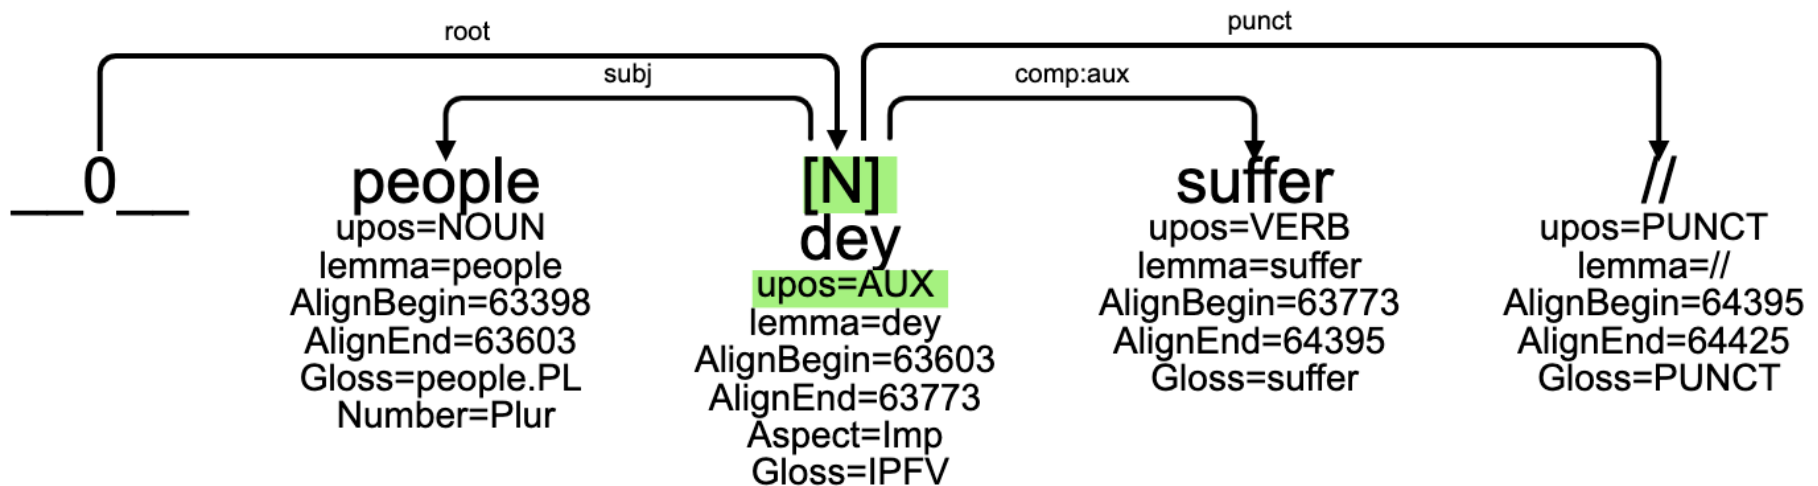 root
punct
subj
comp:aux
__0__
people
upos=NOUN
lemma=people
AlignBegin=63398
AlignEnd=63603
Gloss=people.PL
Number=Plur
[N]
dey
upos=AUX
lemma=dey
AlignBegin=63603
AlignEnd=63773
Aspect=Imp
Gloss=IPFV
suffer
upos=VERB
lemma=suffer
AlignBegin=63773
AlignEnd=64395
Gloss=suffer
//
upos=PUNCT
lemma=//
AlignBegin=64395
AlignEnd=64425
Gloss=PUNCT